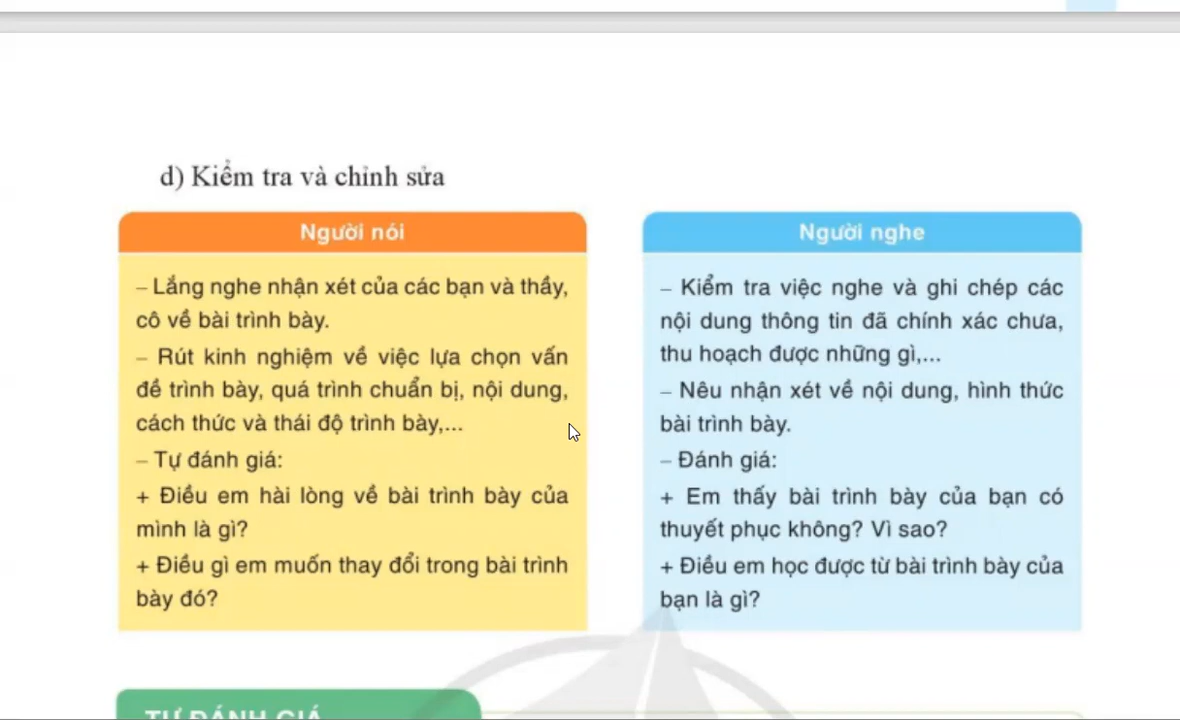 d) Kiểm tra và chỉnh sửa
Người nói
– Lắng nghe nhận xét của các bạn và thầy,
cô về bài trình bày.
– Rút kinh nghiệm về việc lựa chọn vấn
đề trình bày, quá trình chuẩn bị, nội dung,
cách thức và thái độ trình bày,...
– Tự đánh giá:
+ Điều em hài lòng về bài trình bày của
mình là gì?
+ Điều gì em muốn thay đổi trong bài trình
bày đó?
Người nghe
– Kiểm tra việc nghe và ghi chép các
nội dung thông tin đã chính xác chưa,
thu hoạch được những gì,...
– Nêu nhận xét về nội dung, hình thức
bài trình bày.
– Đánh giá:
+ Em thấy bài trình bày của bạn có
thuyết phục không? Vì sao?
+ Điều em học được từ bài trình bày của
bạn là gì?
TỰ ĐÁNH GIÁ